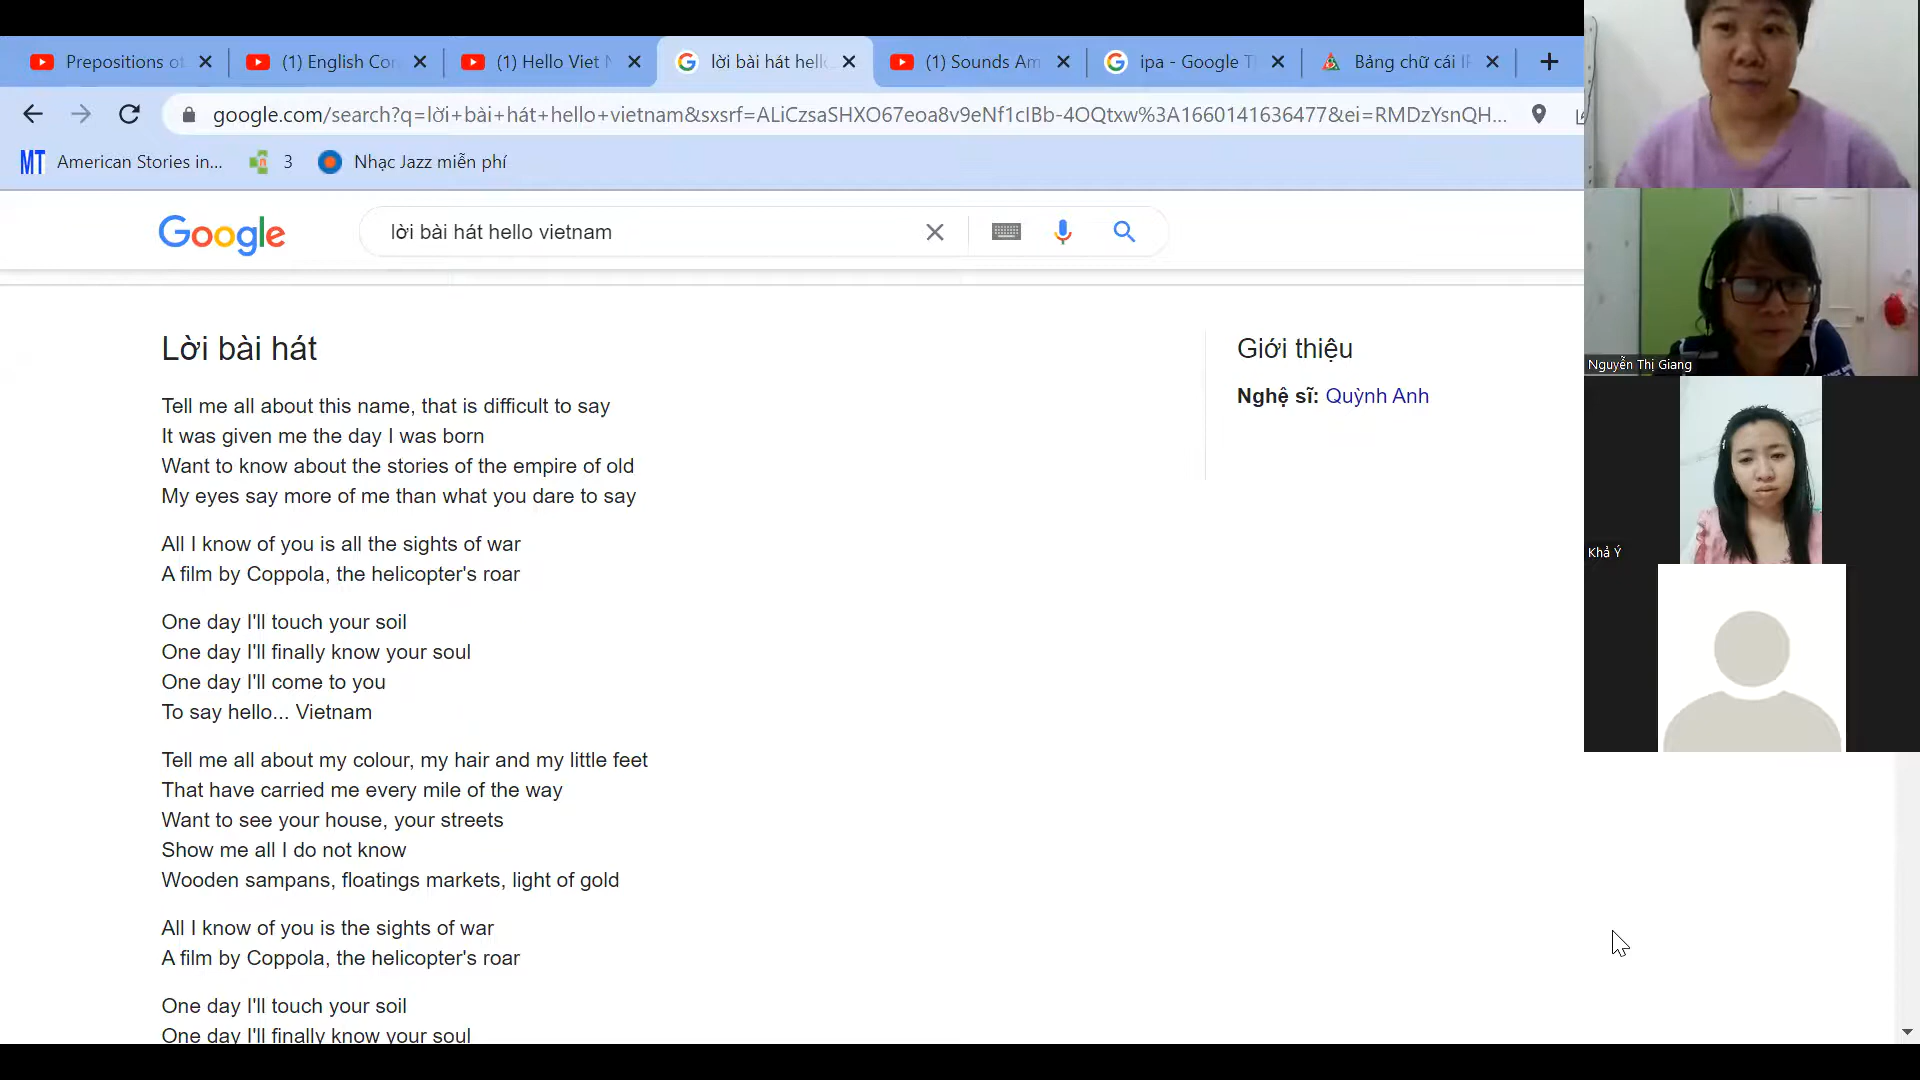 Prepositions of
(1) English Con
(1) Hello Viet N
lời bài hát hello
(1) Sounds Am
ipa - Google T
Bảng chữ cái IP
google.com/search?q=lời+bài+hát+hello+vietnam&sxsrf=ALiCzsaSHXO67eoa8v9eNf1cIBb-4OQtxw%3A1660141636477&ei=RMDzYsnQH...
MT American Stories in...
3
Nhạc Jazz miễn phí
Google
lời bài hát hello vietnam
Lời bài hát
Tell me all about this name, that is difficult to say
It was given me the day I was born
Want to know about the stories of the empire of old
My eyes say more of me than what you dare to say
All I know of you is all the sights of war
A film by Coppola, the helicopter's roar
One day I'll touch your soil
One day I'll finally know your soul
One day I'll come to you
To say hello... Vietnam
Tell me all about my colour, my hair and my little feet
That have carried me every mile of the way
Want to see your house, your streets
Show me all I do not know
Wooden sampans, floatings markets, light of gold
All I know of you is the sights of war
A film by Coppola, the helicopter's roar
One day I'll touch your soil
One day I'll finally know your soul
Giới thiệu
Nghệ sĩ: Quỳnh Anh
Nguyễn Thị Giang
Khả Ý